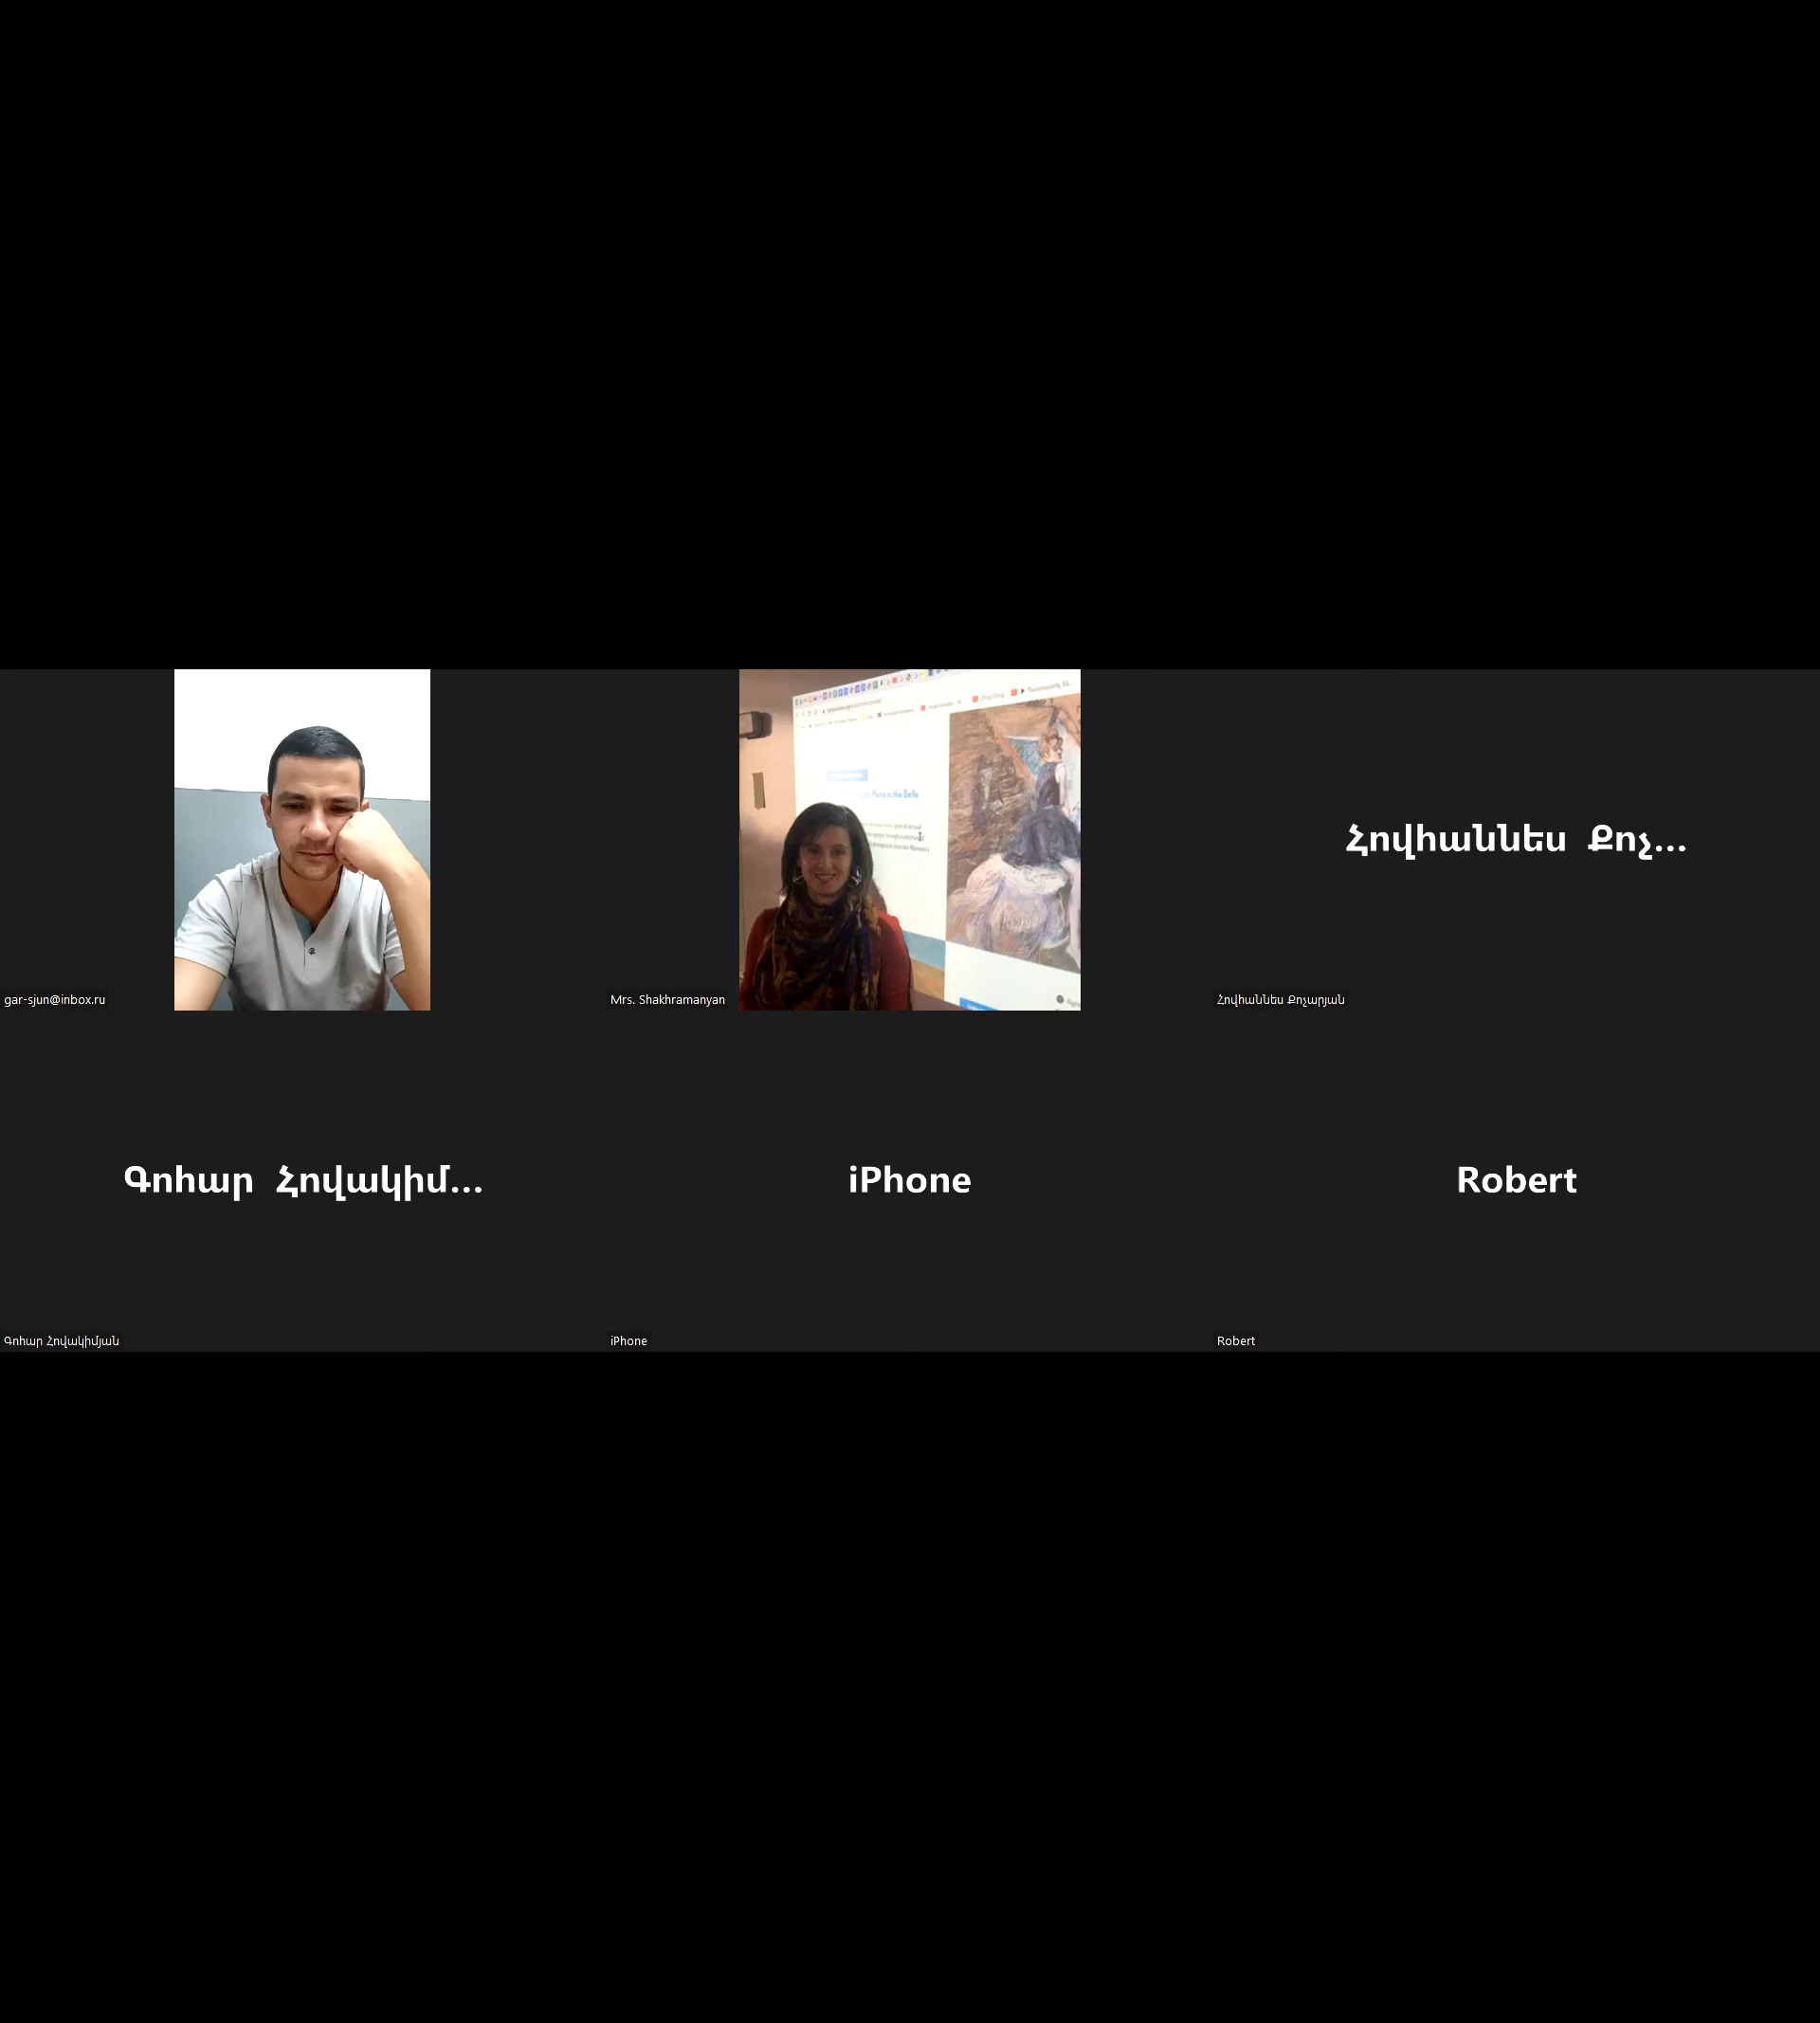 Հովհաննես Քոչ...
gar-sjun@inbox.ru
Mrs. Shakhramanyan
Հովհաննես Քոչարյան
Գոհար Հովակիմ...
iPhone
Robert
Գոհար Հովակիմյան
iPhone
Robert